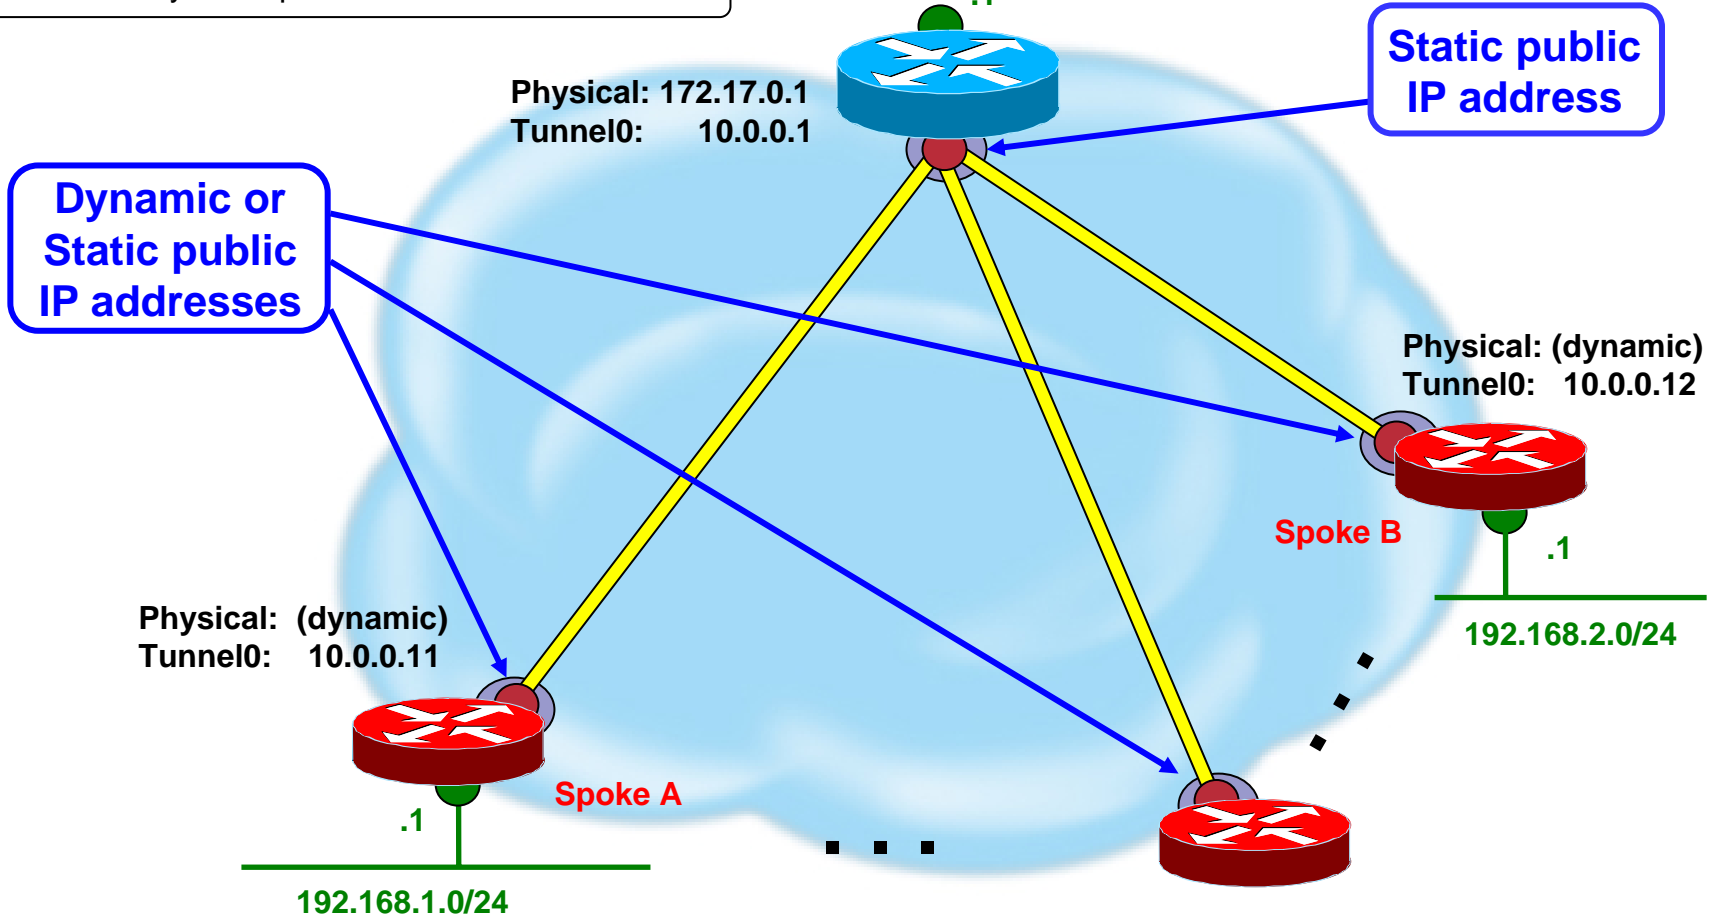 .1
Static public
IP address
Physical: 172.17.0.1
Tunnel0: 10.0.0.1
Dynamic or
Static public
IP addresses
Physical: (dynamic)
Tunnel0: 10.0.0.12
Spoke B
.1
192.168.2.0/24
Physical: (dynamic)
Tunnel0: 10.0.0.11
Spoke A
.1
192.168.1.0/24